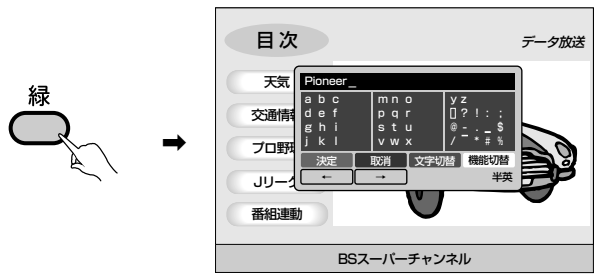 緑
目次
データ放送
天気
交通情報
プロ野球
Jリーグ
番組連動
Pioneer_
a b c
d e f
g h i
j k l
m n o
p q r
s t u
v w x
y z
▯ ? ! : ;
@ - . _ $
/ ~ * # %
決定 取消 文字切替 機能切替
← →
半英
BSスーパーチャンネル